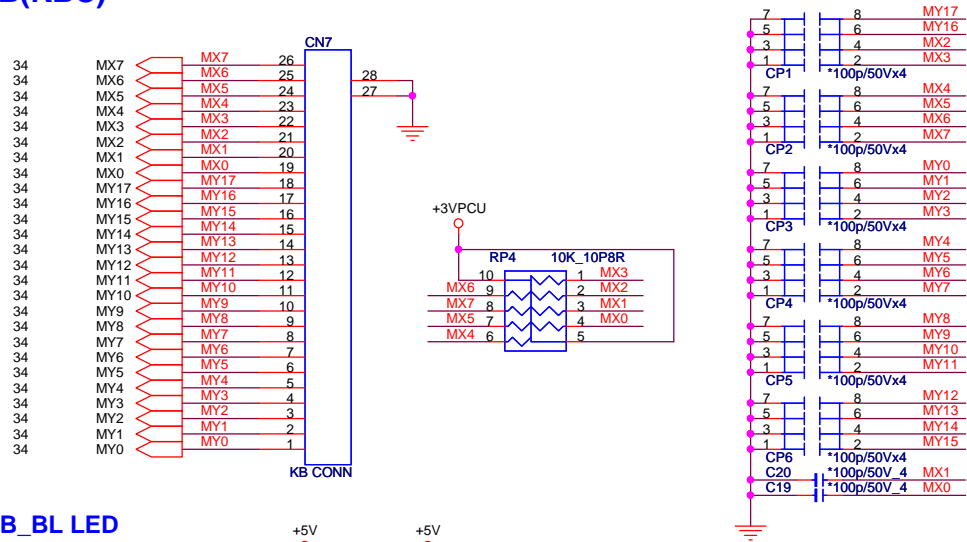 B(KBC)
CN7
34 MX7 MX7 26
34 MX6 MX6 25
34 MX5 MX5 24
34 MX4 MX4 23
34 MX3 MX3 22
34 MX2 MX2 21
34 MX1 MX1 20
34 MX0 MX0 19
34 MY17 MY17 18
34 MY16 MY16 17
34 MY15 MY15 16
34 MY14 MY14 15
34 MY13 MY13 14
34 MY12 MY12 13
34 MY11 MY11 12
34 MY10 MY10 11
34 MY9 MY9 10
34 MY8 MY8 9
34 MY7 MY7 8
34 MY6 MY6 7
34 MY5 MY5 6
34 MY4 MY4 5
34 MY3 MY3 4
34 MY2 MY2 3
34 MY1 MY1 2
34 MY0 MY0 1
28
27
KB CONN
+3VPCU
RP4 10K_10P8R
10 1 MX3
MX6 9 2 MX2
MX7 8 3 MX1
MX5 7 4 MX0
MX4 6 5
7 8 MY17
5 6 MY16
3 4 MX2
1 2 MX3
CP1 *100p/50Vx4
7 8 MX4
5 6 MX5
3 4 MX6
1 2 MX7
CP2 *100p/50Vx4
7 8 MY0
5 6 MY1
3 4 MY2
1 2 MY3
CP3 *100p/50Vx4
7 8 MY4
5 6 MY5
3 4 MY6
1 2 MY7
CP4 *100p/50Vx4
7 8 MY8
5 6 MY9
3 4 MY10
1 2 MY11
CP5 *100p/50Vx4
7 8 MY12
5 6 MY13
3 4 MY14
1 2 MY15
CP6 *100p/50Vx4
C20 *100p/50V_4 MX1
C19 *100p/50V_4 MX0
B_BL LED
+5V +5V